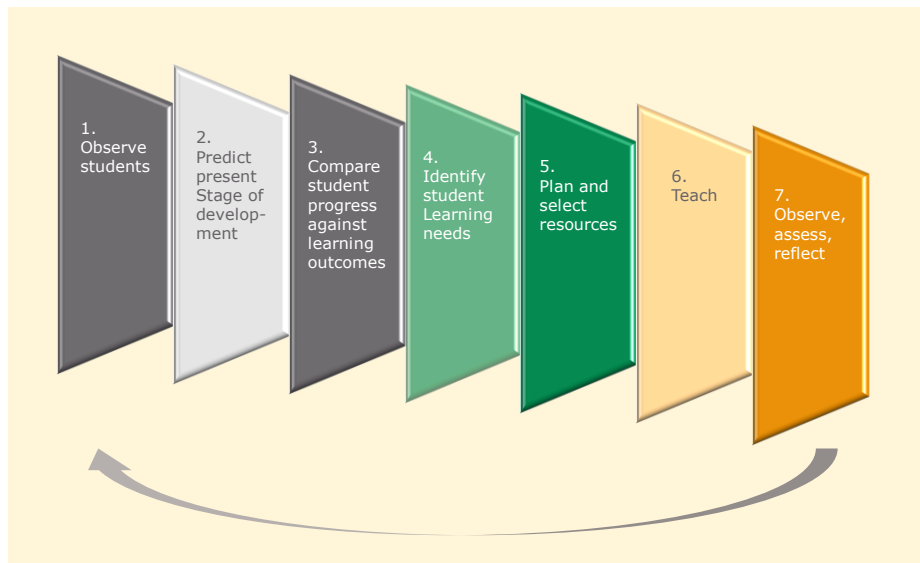 1.
Observe
students
2.
Predict
present
Stage of
develop-
ment
3.
Compare
student
progress
against
learning
outcomes
4.
Identify
student
Learning
needs
5.
Plan and
select
resources
6.
Teach
7.
Observe,
assess,
reflect